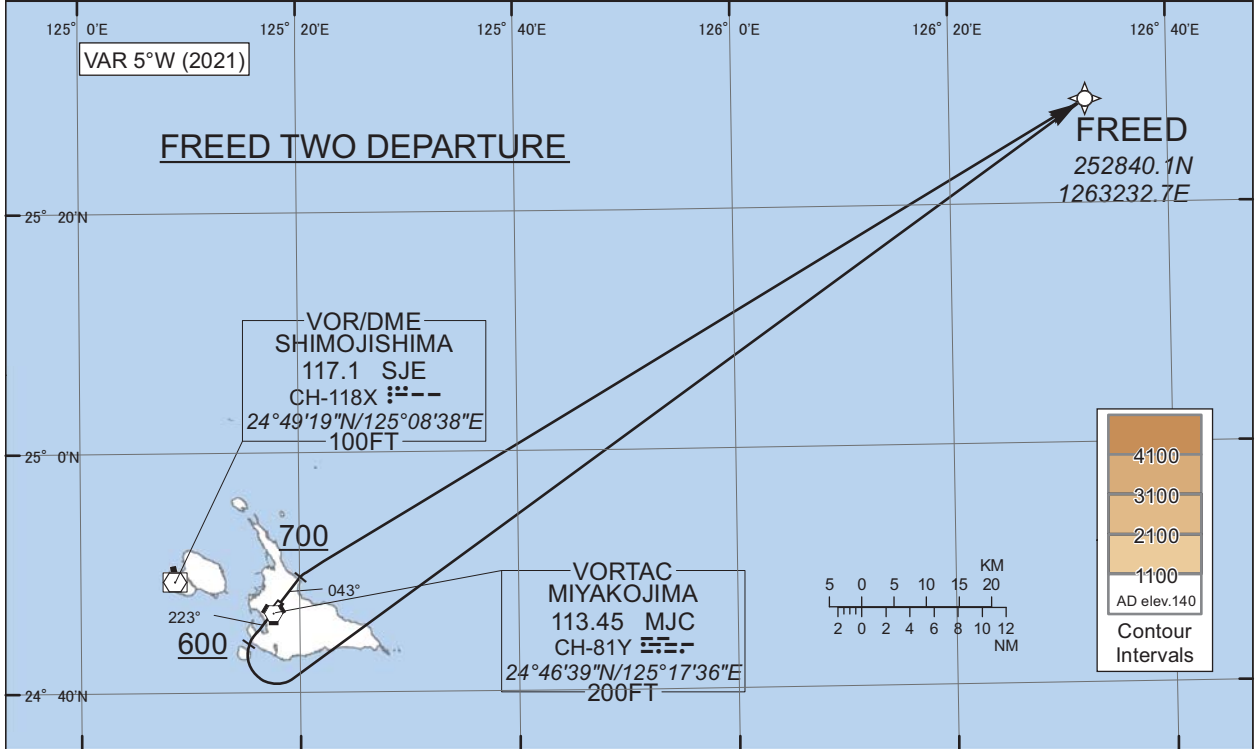 125° 0'E
125° 20'E
125° 40'E
126° 0'E
126° 20'E
126° 40'E
VAR 5°W (2021)
FREED TWO DEPARTURE
FREED
252840.1N
1263232.7E
25° 20'N
VOR/DME
SHIMOJISHIMA
117.1 SJE
CH-118X
24°49'19"N/125°08'38"E
100FT
25° 0'N
4100
3100
2100
1100
AD elev.140
Contour
Intervals
700
043°
223°
600
VORTAC
MIYAKOJIMA
113.45 MJC
CH-81Y
24°46'39"N/125°17'36"E
200FT
KM
5 0 5 10 15 20
2 0 2 4 6 8 10 12
NM
24° 40'N